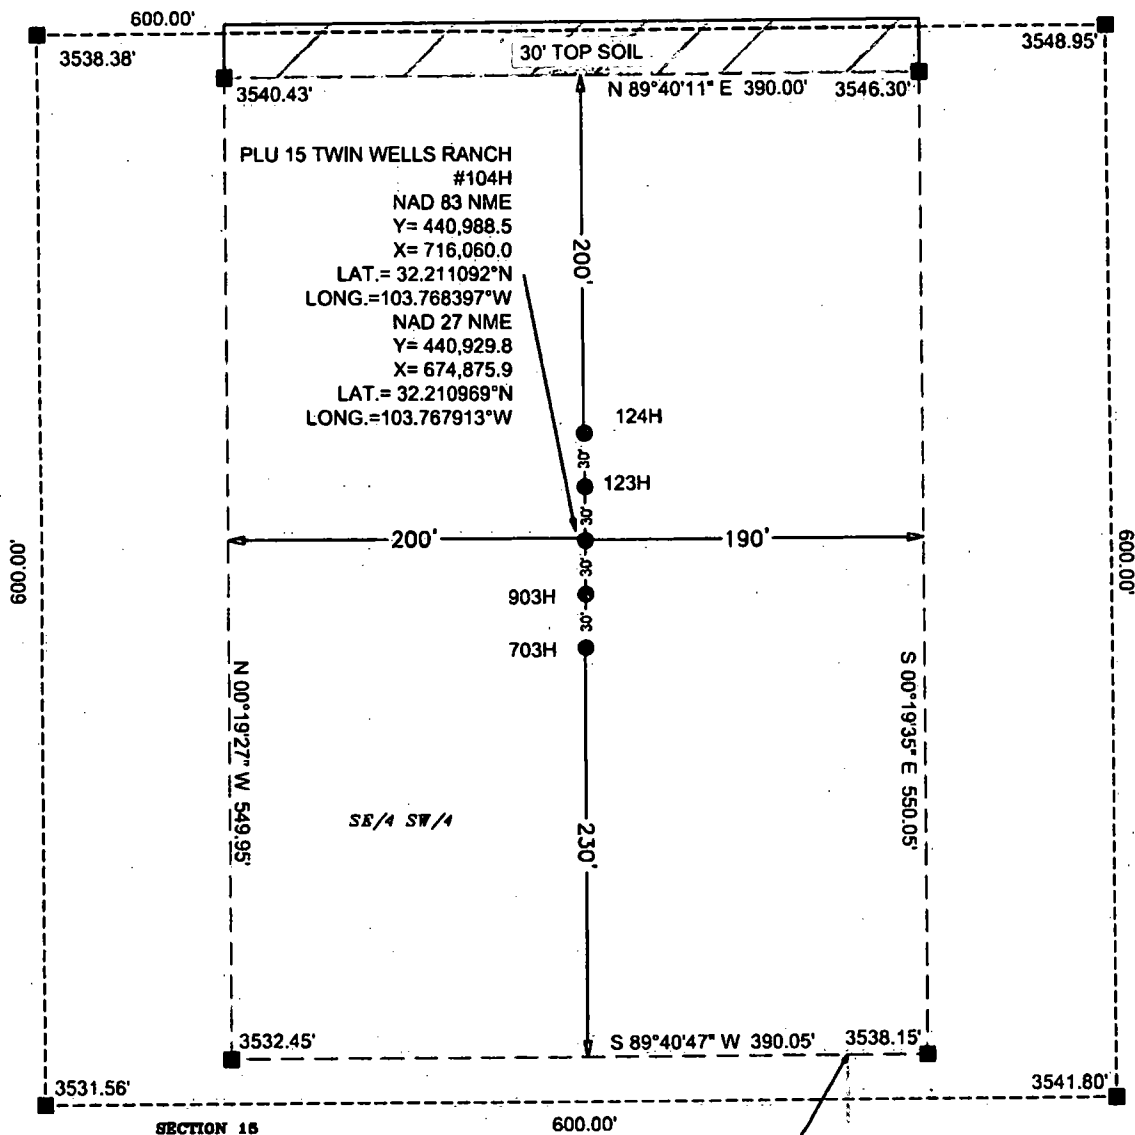 600.00'
3538.38'
3548.95'
30' TOP SOIL
3540.43'
N 89°40'11" E 390.00'
3546.30'
PLU 15 TWIN WELLS RANCH
#104H
NAD 83 NME
Y= 440,988.5
X= 716,060.0
LAT.= 32.211092°N
LONG.=103.768397°W
NAD 27 NME
Y= 440,929.8
X= 674,875.9
LAT.= 32.210969°N
LONG.=103.767913°W
200'
124H
30'
123H
30'
200'
190'
600.00'
600.00'
30'
903H
30'
703H
N 00°19'27" W 549.95'
S 00°19'35" E 550.05'
SE/4 SW/4
230'
3532.45'
S 89°40'47" W 390.05'
3538.15'
3531.56'
3541.80'
SECTION 15
600.00'